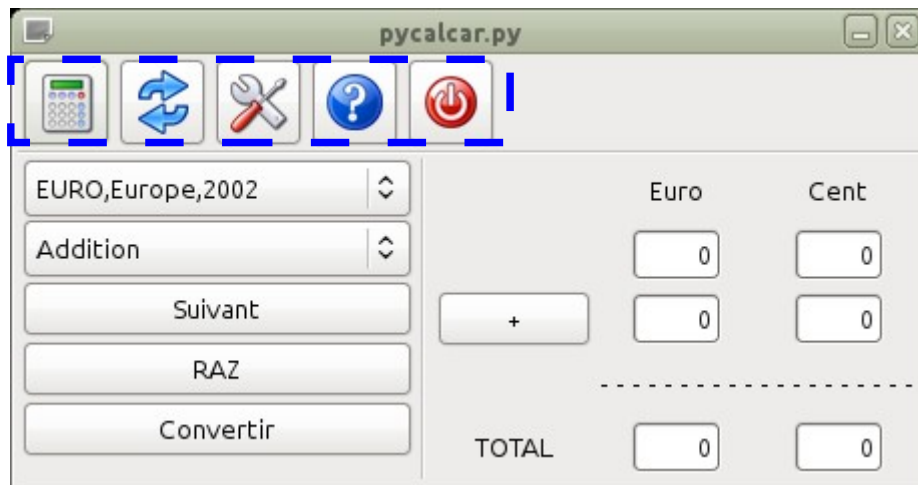 pycalcar.py
EURO,Europe,2002
Addition
Suivant
RAZ
Convertir
Euro Cent
0 0
+ 0 0
TOTAL 0 0